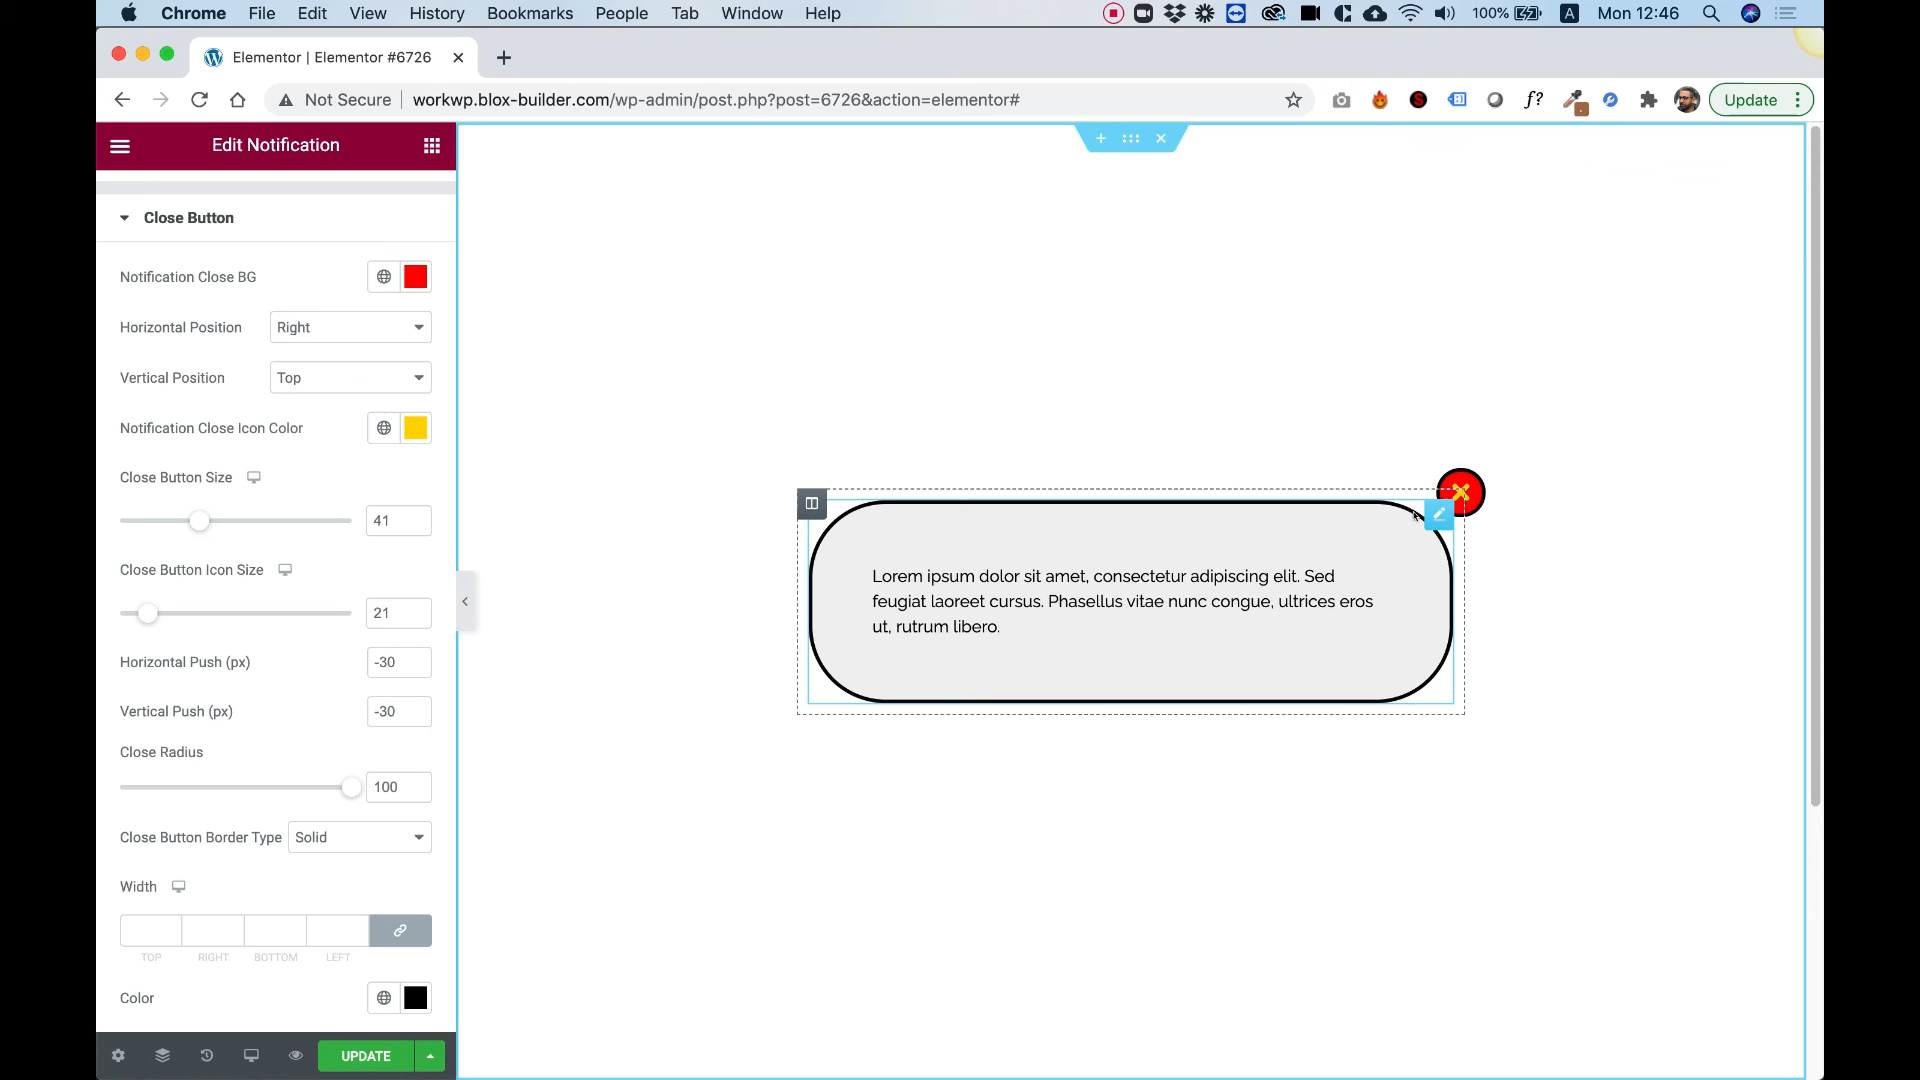 Chrome File Edit View History Bookmarks People Tab Window Help
100% A Mon 12:46
Elementor | Elementor #6726
Not Secure workwp.blox-builder.com/wp-admin/post.php?post=6726&action=elementor#
S f? Update
Edit Notification
Close Button
Notification Close BG
Horizontal Position Right
Vertical Position Top
Notification Close Icon Color
Close Button Size
41
Close Button Icon Size
21
Horizontal Push (px) -30
Vertical Push (px) -30
Close Radius
100
Close Button Border Type Solid
Width
TOP RIGHT BOTTOM LEFT
Color
UPDATE
Lorem ipsum dolor sit amet, consectetur adipiscing elit. Sed
feugiat laoreet cursus. Phasellus vitae nunc congue, ultrices eros
ut, rutrum libero.